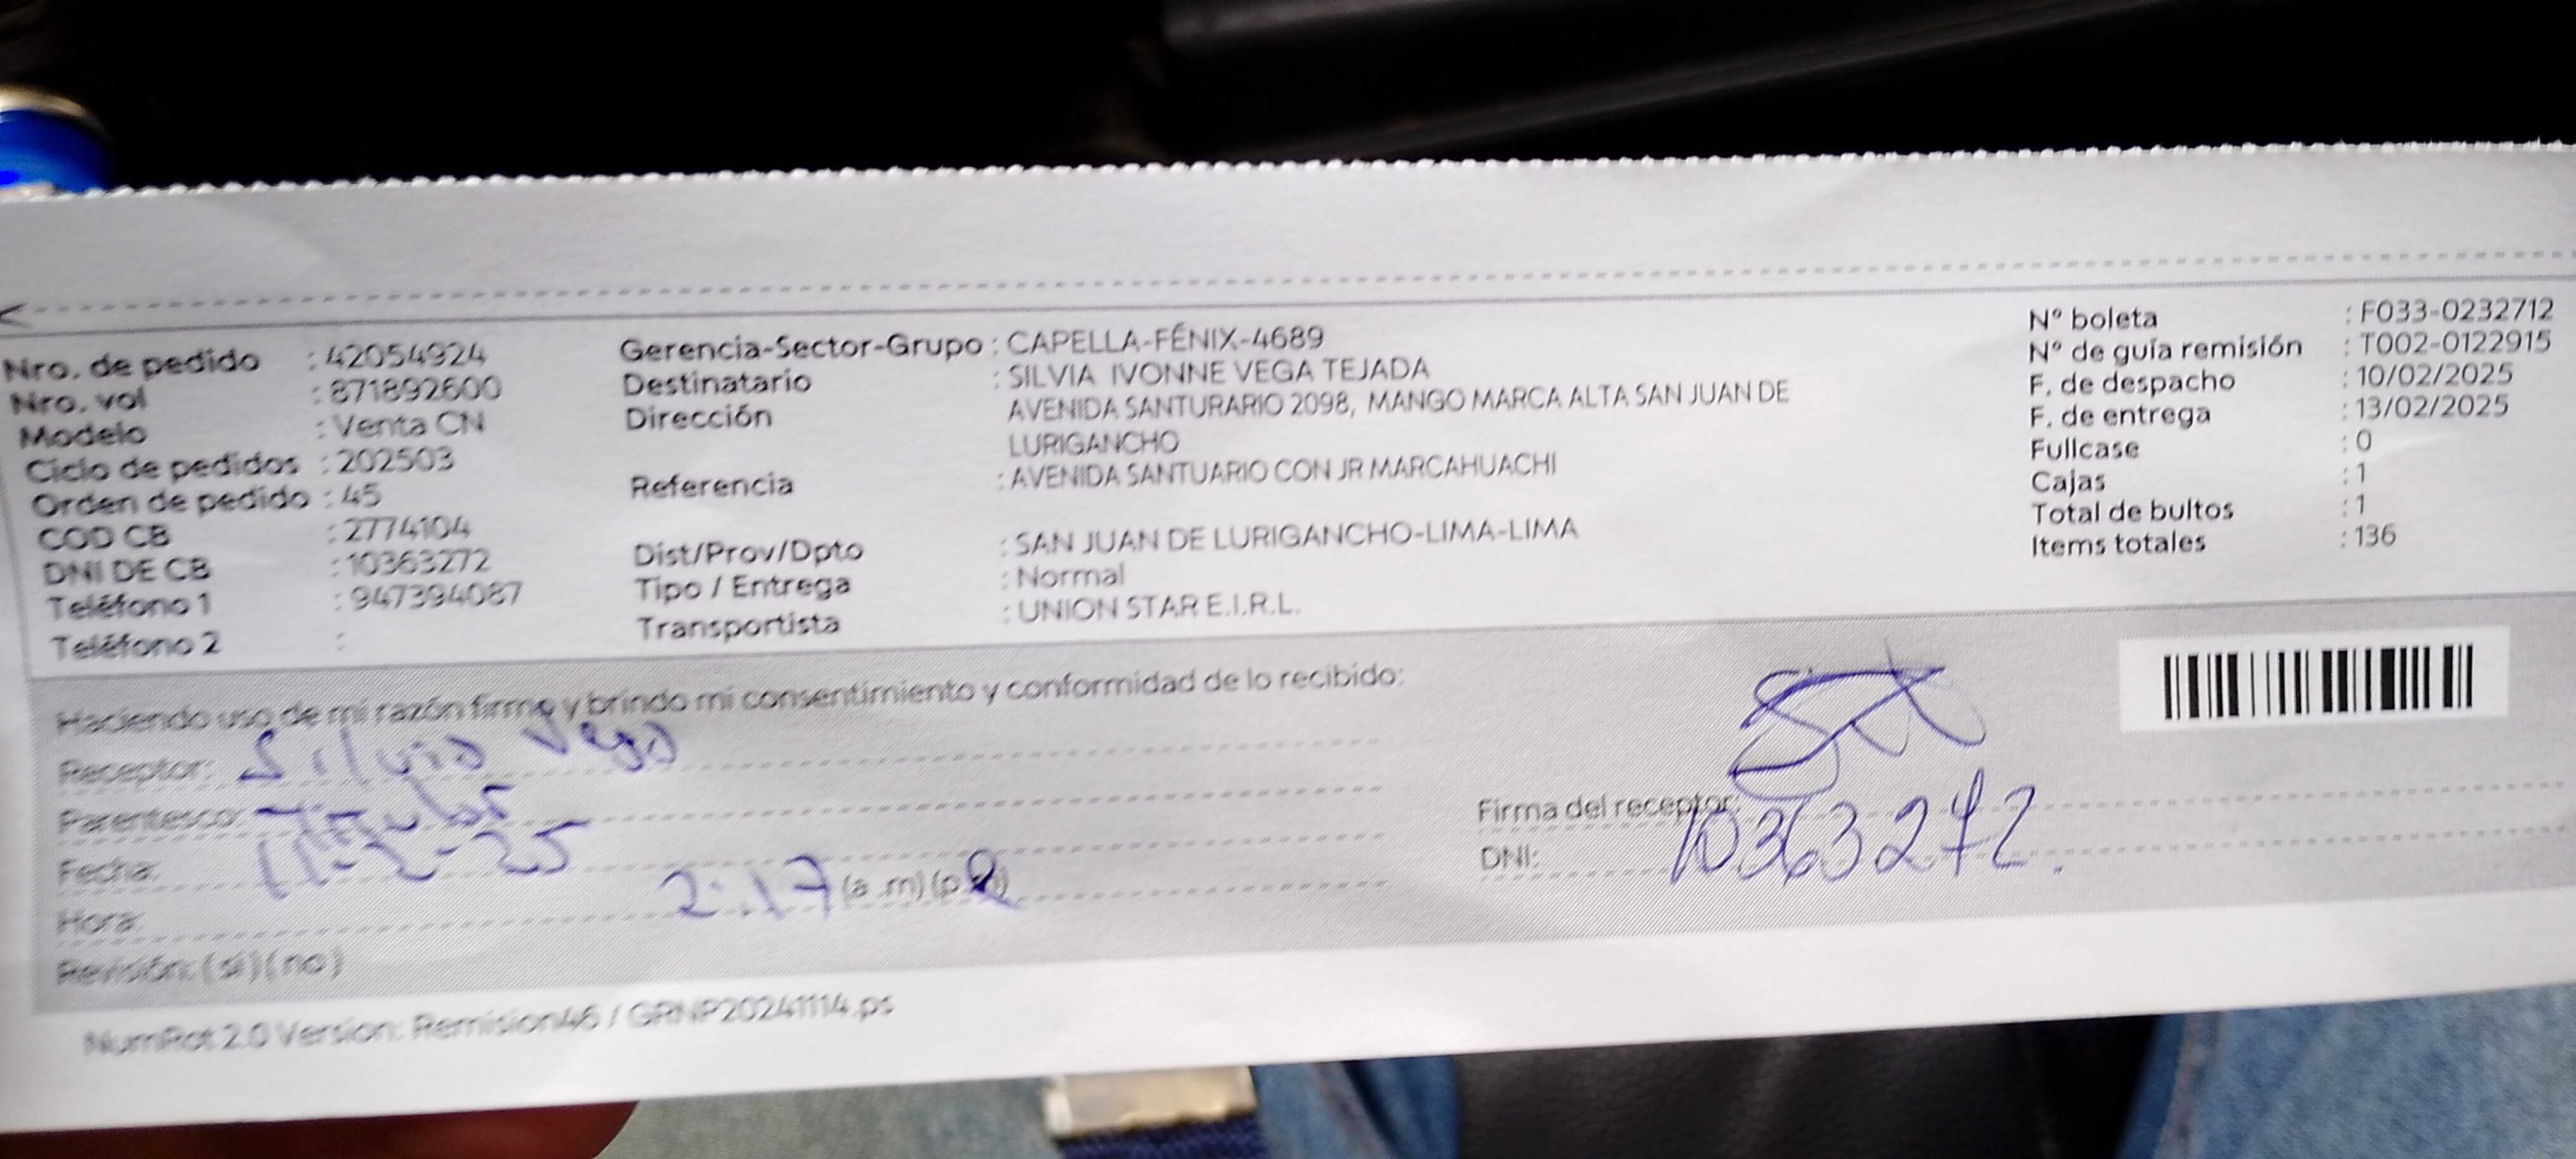 Nro. de pedido : 42054924
Nro. vol : 871892600
Modelo : Venta CN
Ciclo de pedidos : 202503
Orden de pedido : 45
COD CB : 2774104
DNI DE CB : 10363272
Teléfono 1 : 947394087
Teléfono 2 :
Gerencia-Sector-Grupo : CAPELLA-FÉNIX-4689
Destinatario : SILVIA IVONNE VEGA TEJADA
Dirección AVENIDA SANTURARIO 2098, MANGO MARCA ALTA SAN JUAN DE
LURIGANCHO
Referencia : AVENIDA SANTUARIO CON JR MARCAHUACHI
Dist/Prov/Dpto : SAN JUAN DE LURIGANCHO-LIMA-LIMA
Tipo / Entrega : Normal
Transportista : UNION STAR E.I.R.L.
N° boleta : F033-0232712
N° de guía remisión : T002-0122915
F. de despacho : 10/02/2025
F. de entrega : 13/02/2025
Fullcase : 0
Cajas : 1
Total de bultos : 1
Items totales : 136
Haciendo uso de mi razón firmo y brindo mi consentimiento y conformidad de lo recibido:
Receptor: Silvia Vega
Parentesco: Titular
Fecha: 11-2-25
Hora: 2:17 (a.m) (p.m)
Revisión: (si) (no)
Firma del receptor:
DNI: 10363272.
NumRot 2.0 Version: Remision46 / GRNP20241114.ps